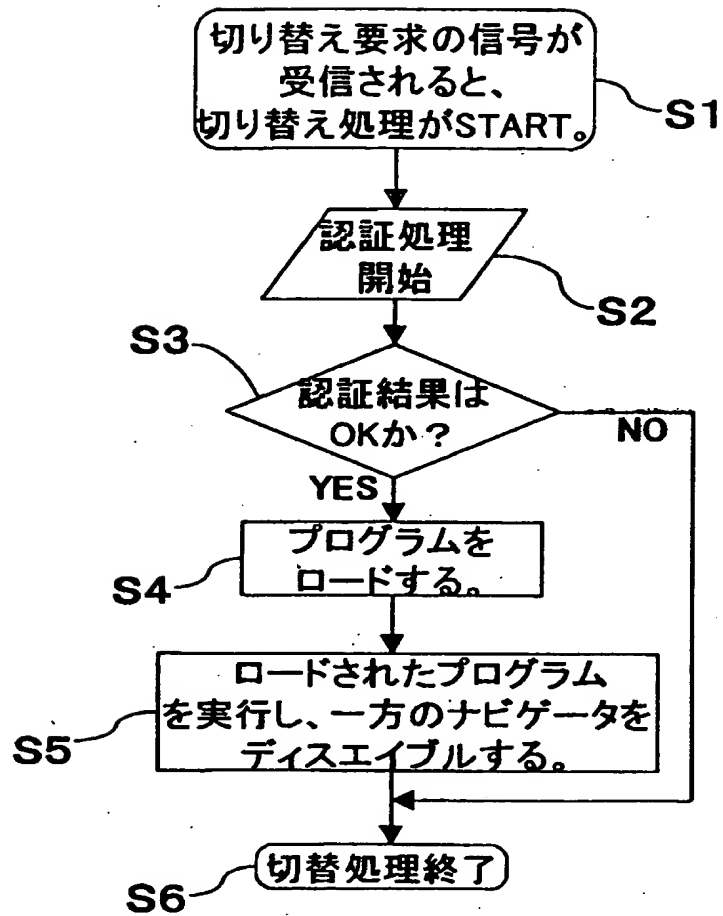 切り替え要求の信号が
受信されると、
切り替え処理がSTART。
S1
認証処理
開始
S2
S3
認証結果は
OKか？
NO
YES
プログラムを
ロードする。
S4
ロードされたプログラム
を実行し、一方のナビゲータを
ディスエイブルする。
S5
切替処理終了
S6